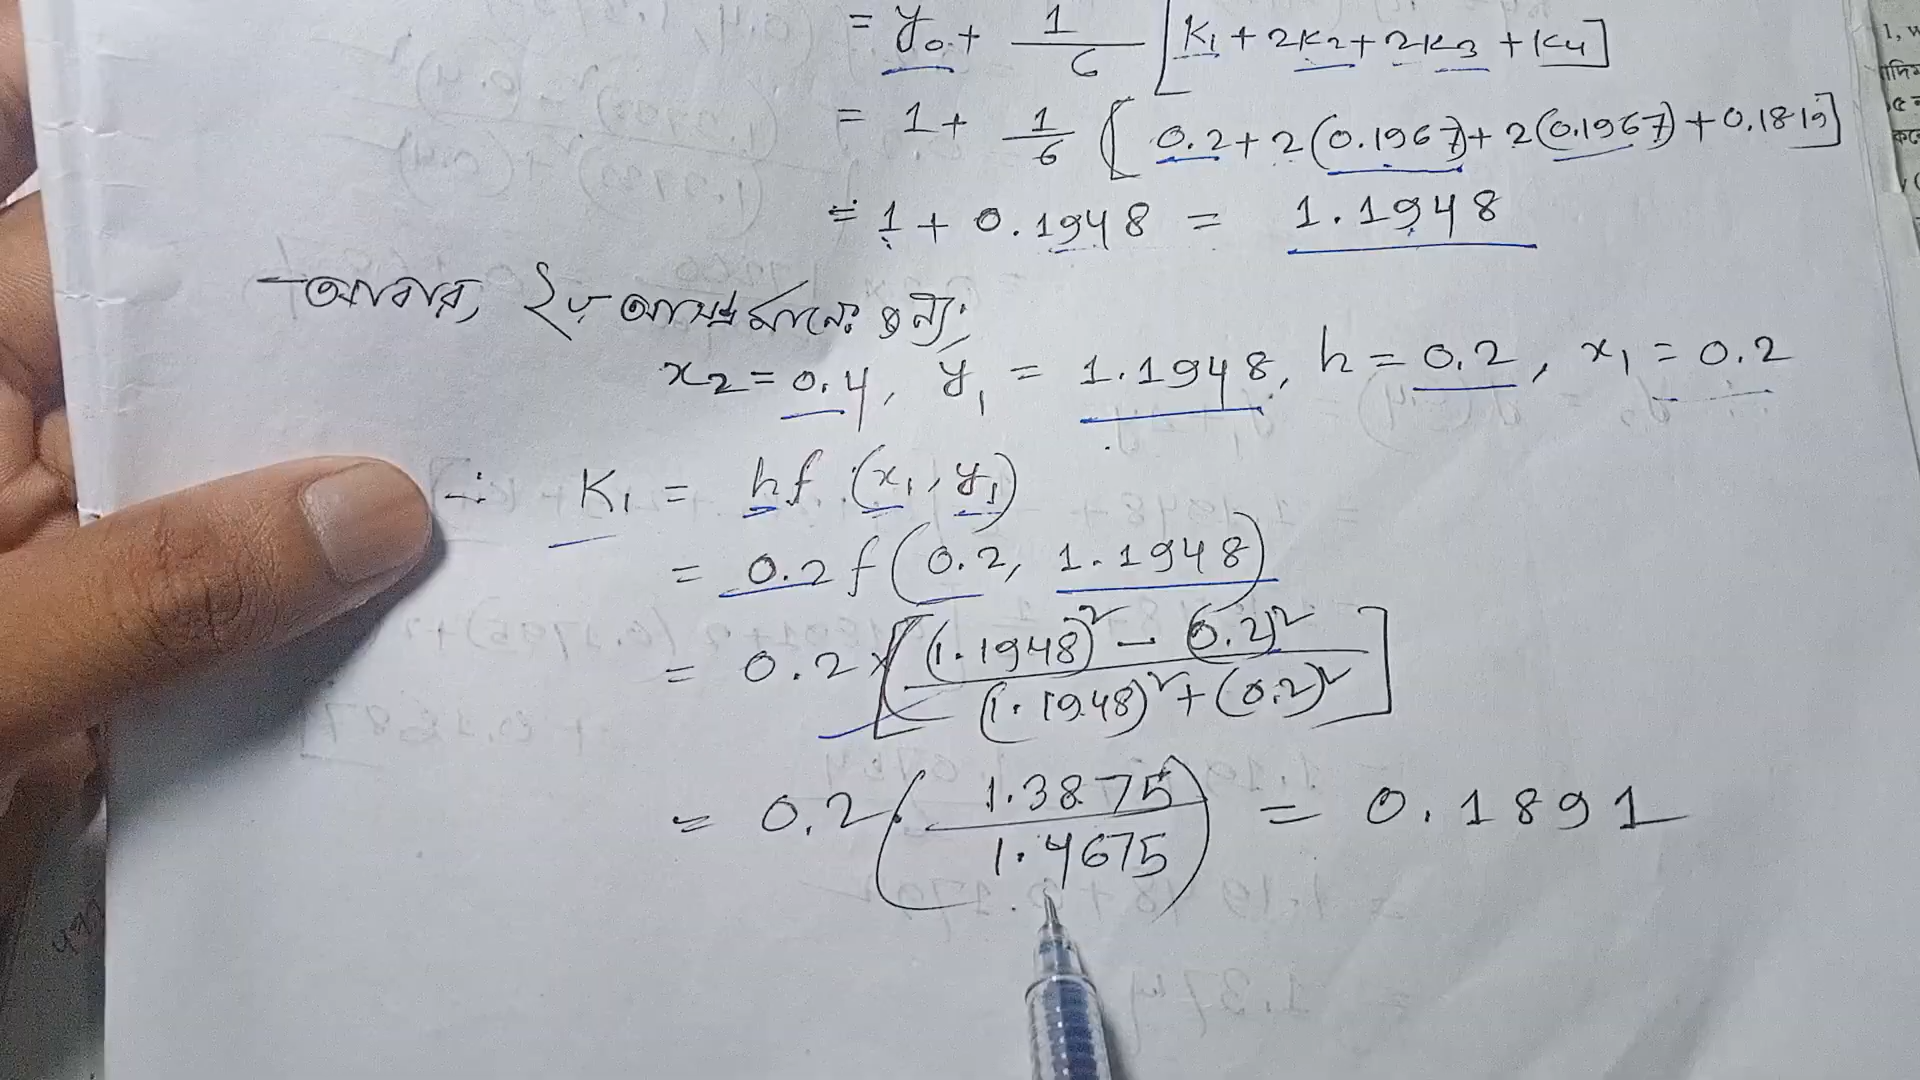 = y₀ + 1/6 [K₁ + 2K₂ + 2K₃ + K₄]
= 1 + 1/6 [0.2 + 2(0.1967) + 2(0.1967) + 0.1819]
= 1 + 0.1948 = 1.1948
আবার, ২য় আসন্নমানের জন্য;
x₂ = 0.4, y₁ = 1.1948, h = 0.2, x₁ = 0.2
∴ K₁ = hf (x₁, y₁)
= 0.2 f (0.2, 1.1948)
= 0.2 × [((1.1948)² - (0.2)²) / ((1.1948)² + (0.2)²)]
= 0.2 (1.3875 / 1.4675) = 0.1891